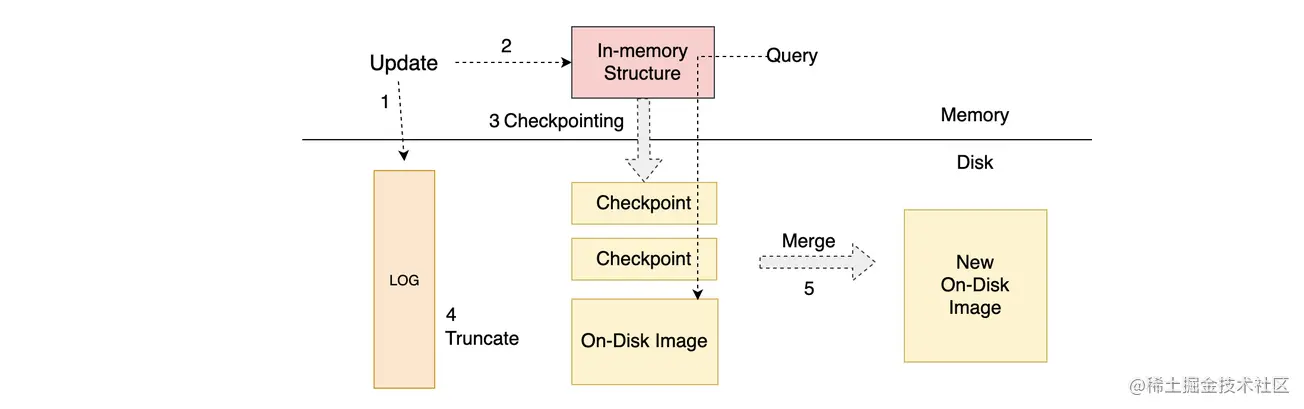 2
In-memory
Structure
Query
Update
1
3 Checkpointing
Memory
Disk
Checkpoint
Checkpoint
Merge
5
New
On-Disk
Image
LOG
4
Truncate
On-Disk Image
@稀土掘金技术社区